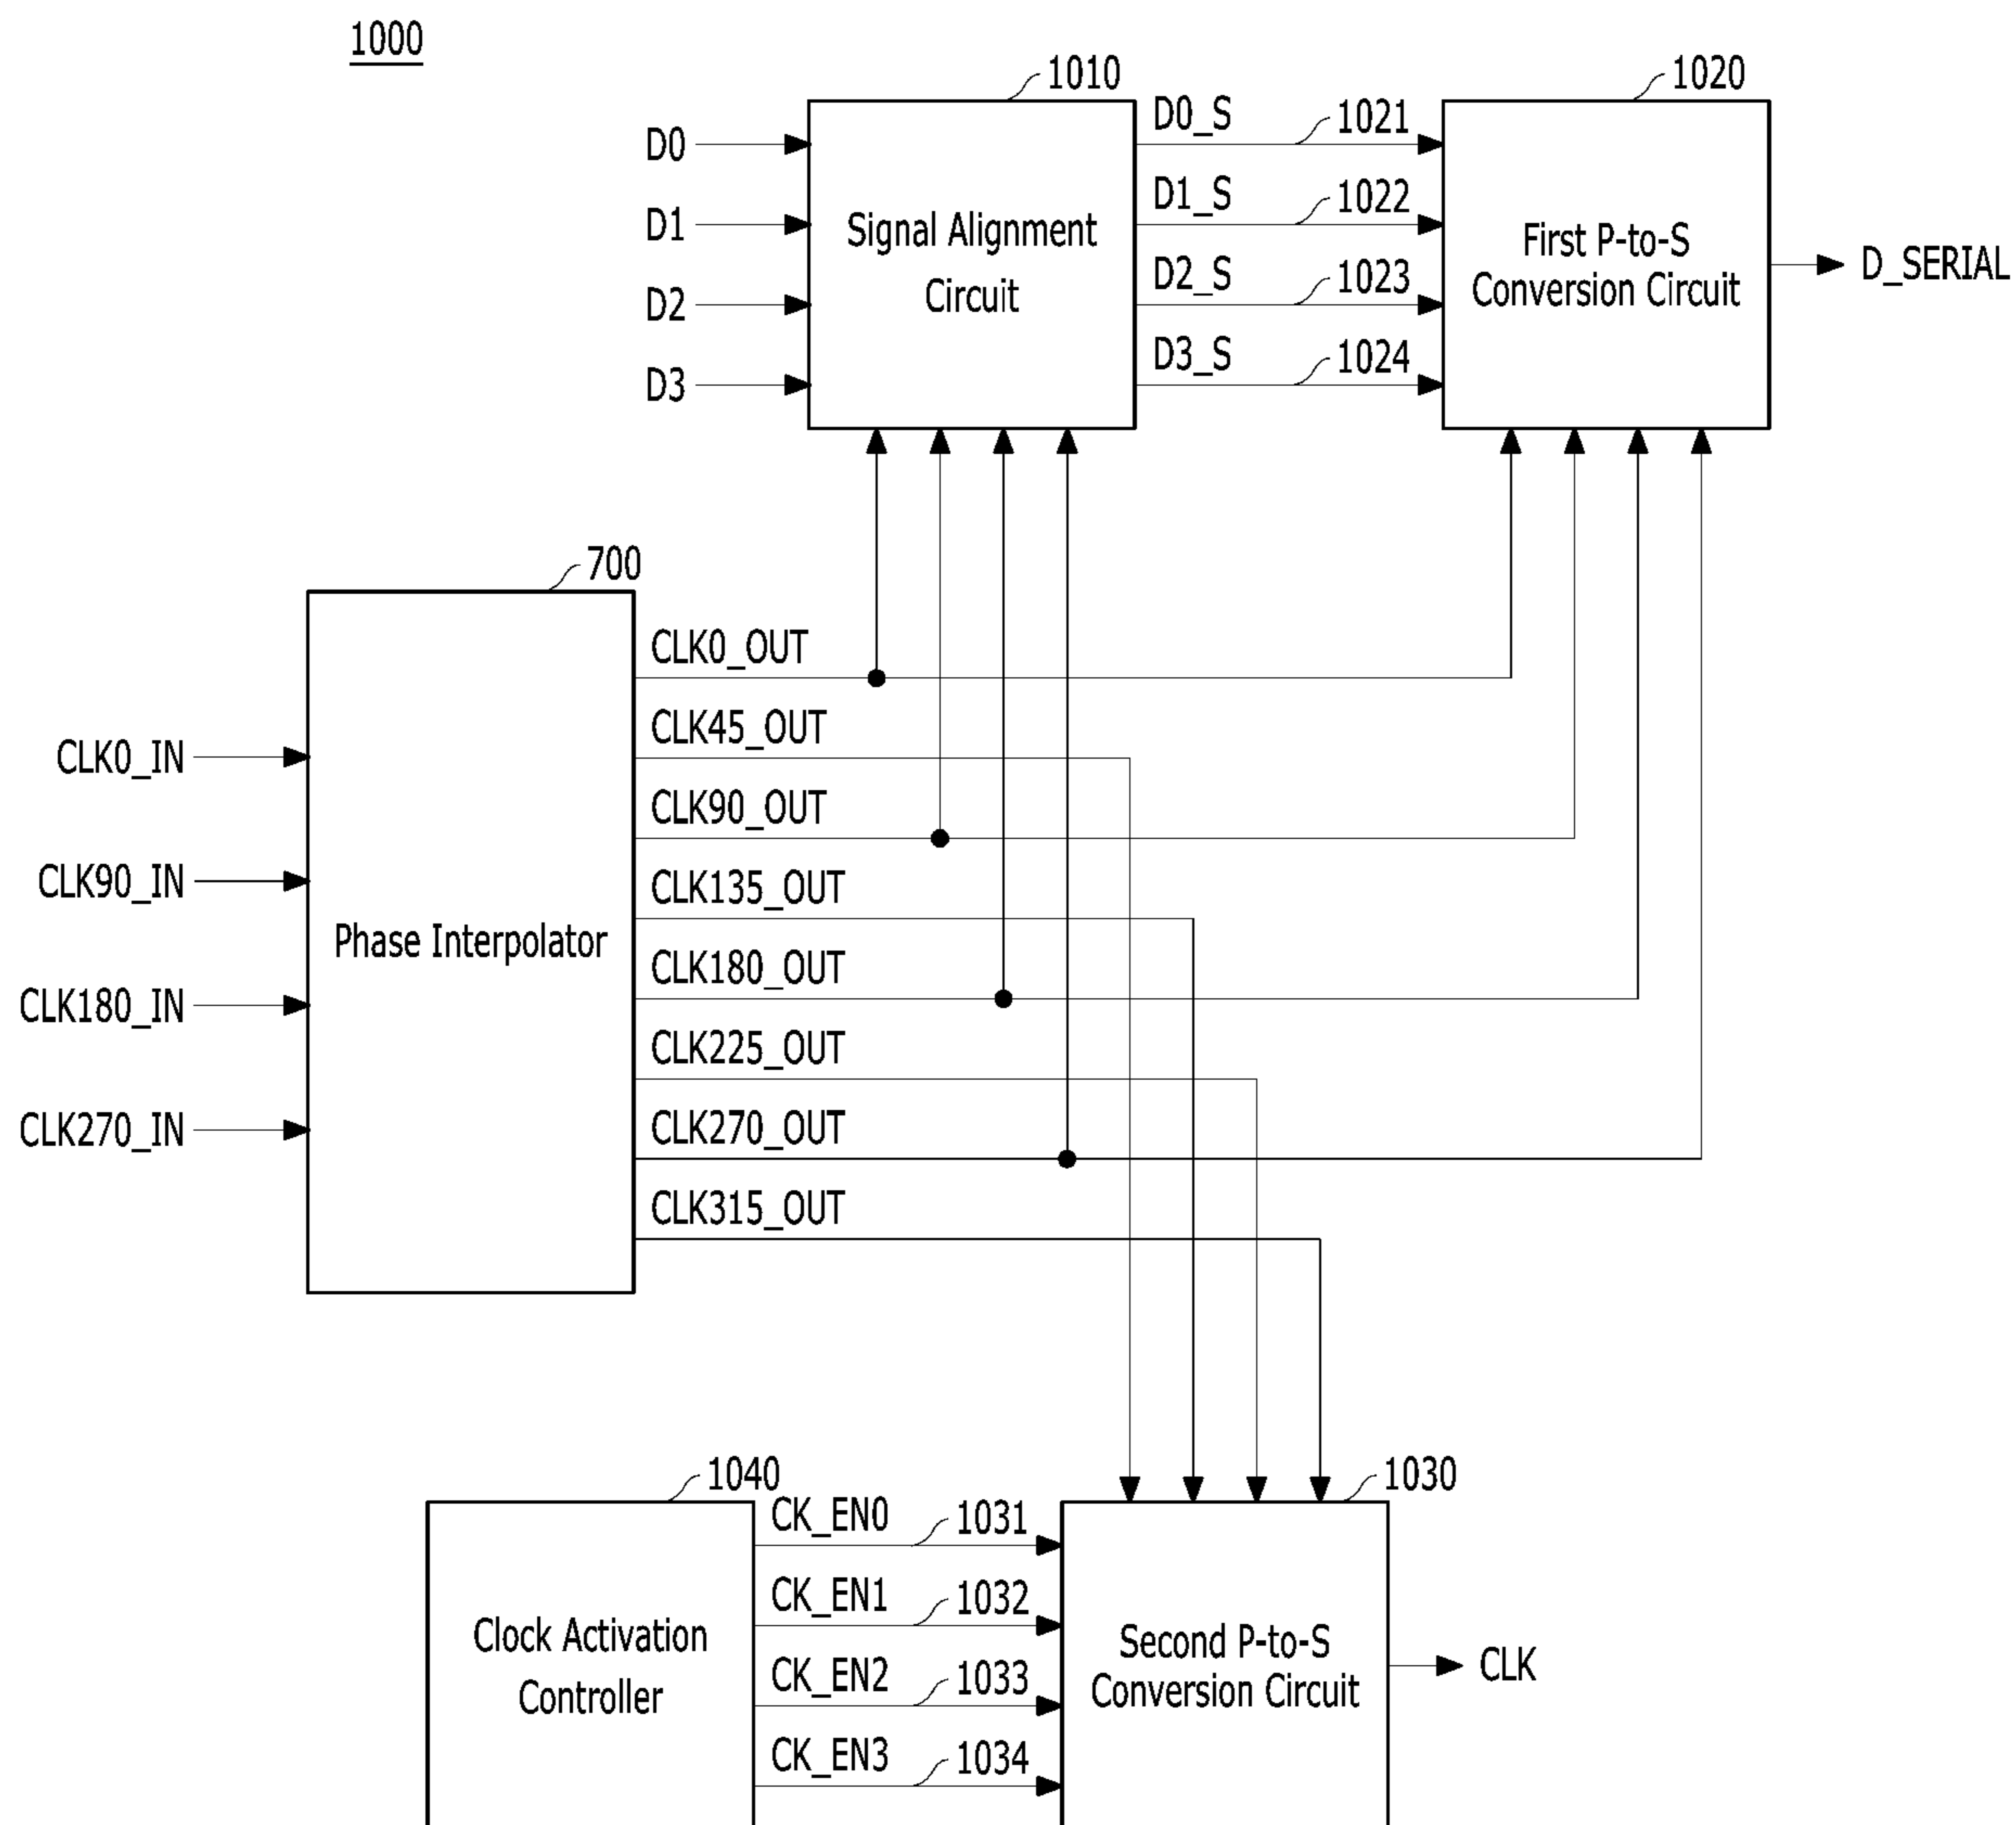 1000
1010
1020
D0
D1
D2
D3
Signal Alignment
Circuit
D0_S
1021
D1_S
1022
D2_S
1023
D3_S
1024
First P-to-S
Conversion Circuit
D_SERIAL
700
CLK0_IN
CLK90_IN
CLK180_IN
CLK270_IN
Phase Interpolator
CLK0_OUT
CLK45_OUT
CLK90_OUT
CLK135_OUT
CLK180_OUT
CLK225_OUT
CLK270_OUT
CLK315_OUT
1040
1030
Clock Activation
Controller
CK_EN0
1031
CK_EN1
1032
CK_EN2
1033
CK_EN3
1034
Second P-to-S
Conversion Circuit
CLK